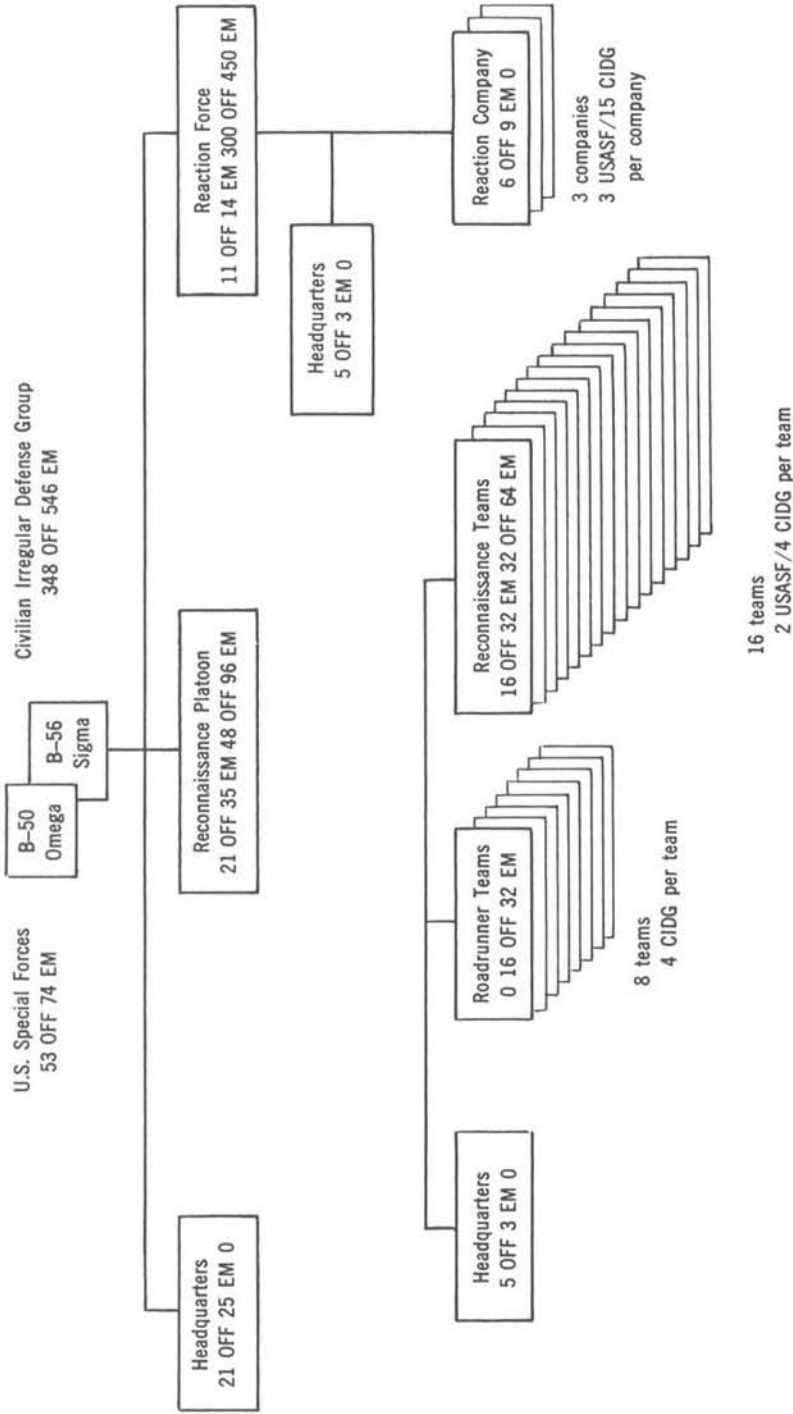 U.S. Special Forces
53 OFF 74 EM
B–50
Omega
B–56
Sigma
Civilian Irregular Defense Group
348 OFF 546 EM
Headquarters
21 OFF 25 EM 0
Reconnaissance Platoon
21 OFF 35 EM 48 OFF 96 EM
Reaction Force
11 OFF 14 EM 300 OFF 450 EM
Headquarters
5 OFF 3 EM 0
Reaction Company
6 OFF 9 EM 0
3 companies
3 USASF/15 CIDG
per company
Headquarters
5 OFF 3 EM 0
Roadrunner Teams
0 16 OFF 32 EM
8 teams
4 CIDG per team
Reconnaissance Teams
16 OFF 32 EM 32 OFF 64 EM
16 teams
2 USASF/4 CIDG per team